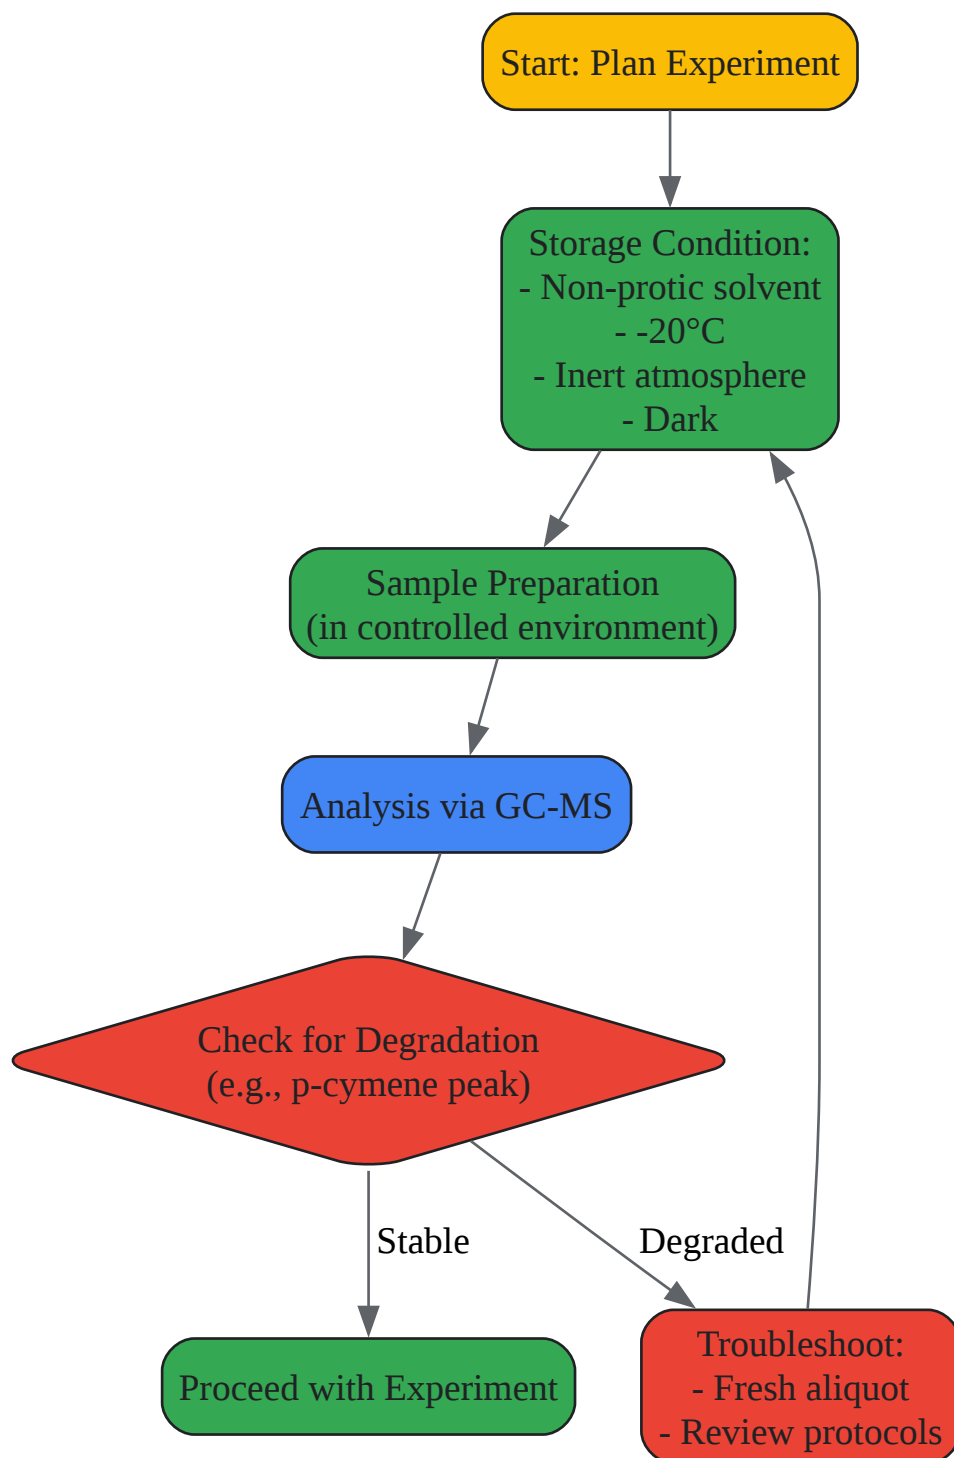 Start: Plan Experiment
Storage Condition:
- Non-protic solvent
- -20°C
- Inert atmosphere
- Dark
Sample Preparation
(in controlled environment)
Analysis via GC-MS
Check for Degradation
(e.g., p-cymene peak)
Stable
Degraded
Proceed with Experiment
Troubleshoot:
- Fresh aliquot
- Review protocols